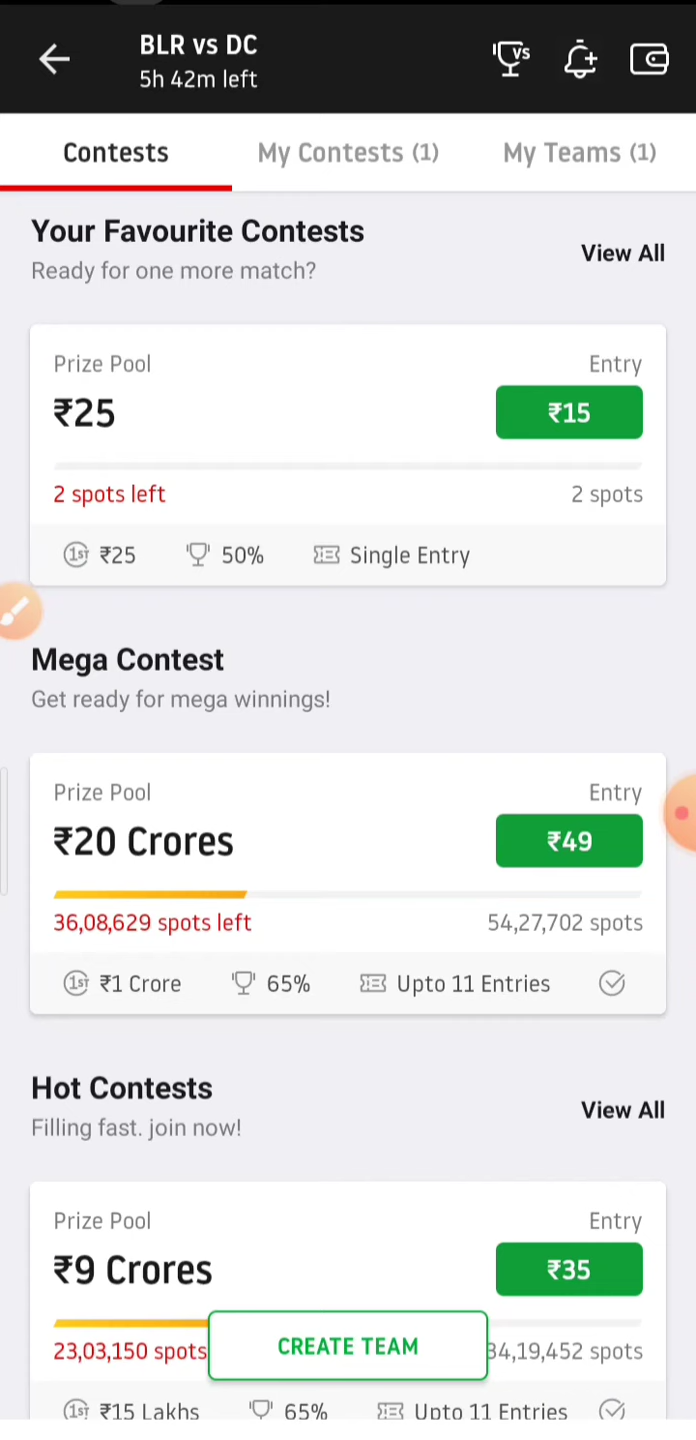 BLR vs DC
5h 42m left
VS
Contests My Contests (1) My Teams (1)
Your Favourite Contests
View All
Ready for one more match?
Prize Pool Entry
₹25 ₹15
2 spots left 2 spots
1ST ₹25 50% Single Entry
Mega Contest
Get ready for mega winnings!
Prize Pool Entry
₹20 Crores ₹49
36,08,629 spots left 54,27,702 spots
1ST ₹1 Crore 65% Upto 11 Entries
Hot Contests
View All
Filling fast. join now!
Prize Pool Entry
₹9 Crores ₹35
CREATE TEAM
23,03,150 spots 34,19,452 spots
1ST ₹15 Lakhs 65% Upto 11 Entries